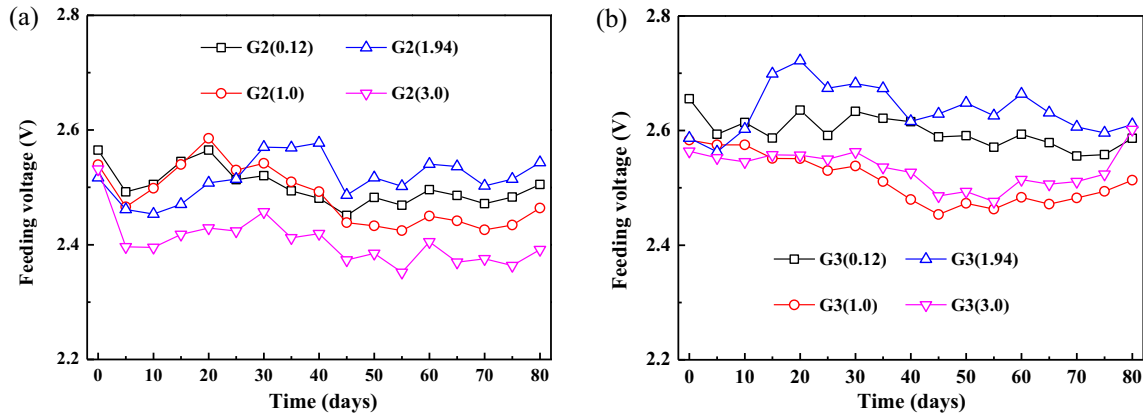 (a)
2.8
2.6
2.4
2.2
Feeding voltage (V)
G2(0.12) G2(1.94)
G2(1.0) G2(3.0)
0 10 20 30 40 50 60 70 80
Time (days)
(b)
2.8
2.6
2.4
2.2
Feeding voltage (V)
G3(0.12) G3(1.94)
G3(1.0) G3(3.0)
0 10 20 30 40 50 60 70 80
Time (days)